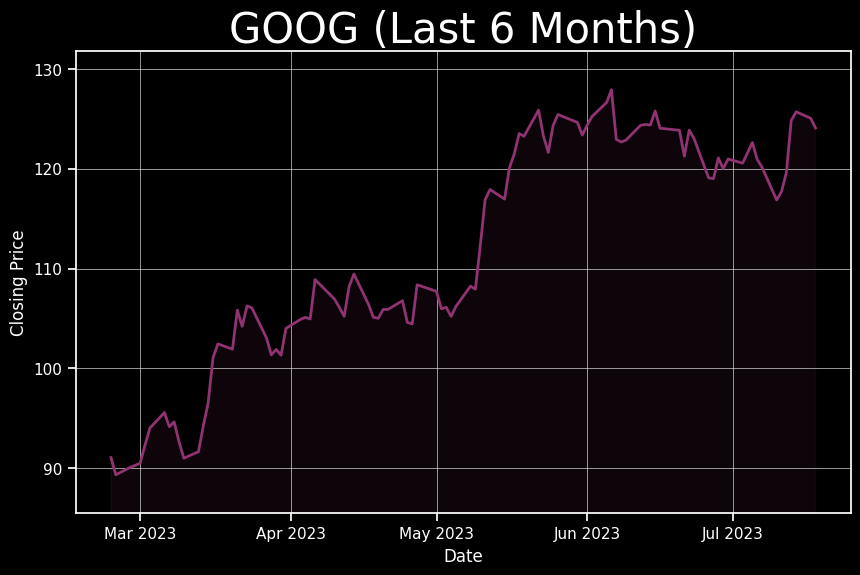 GOOG (Last 6 Months)
Closing Price
130
120
110
100
90
Mar 2023 Apr 2023 May 2023 Jun 2023 Jul 2023
Date